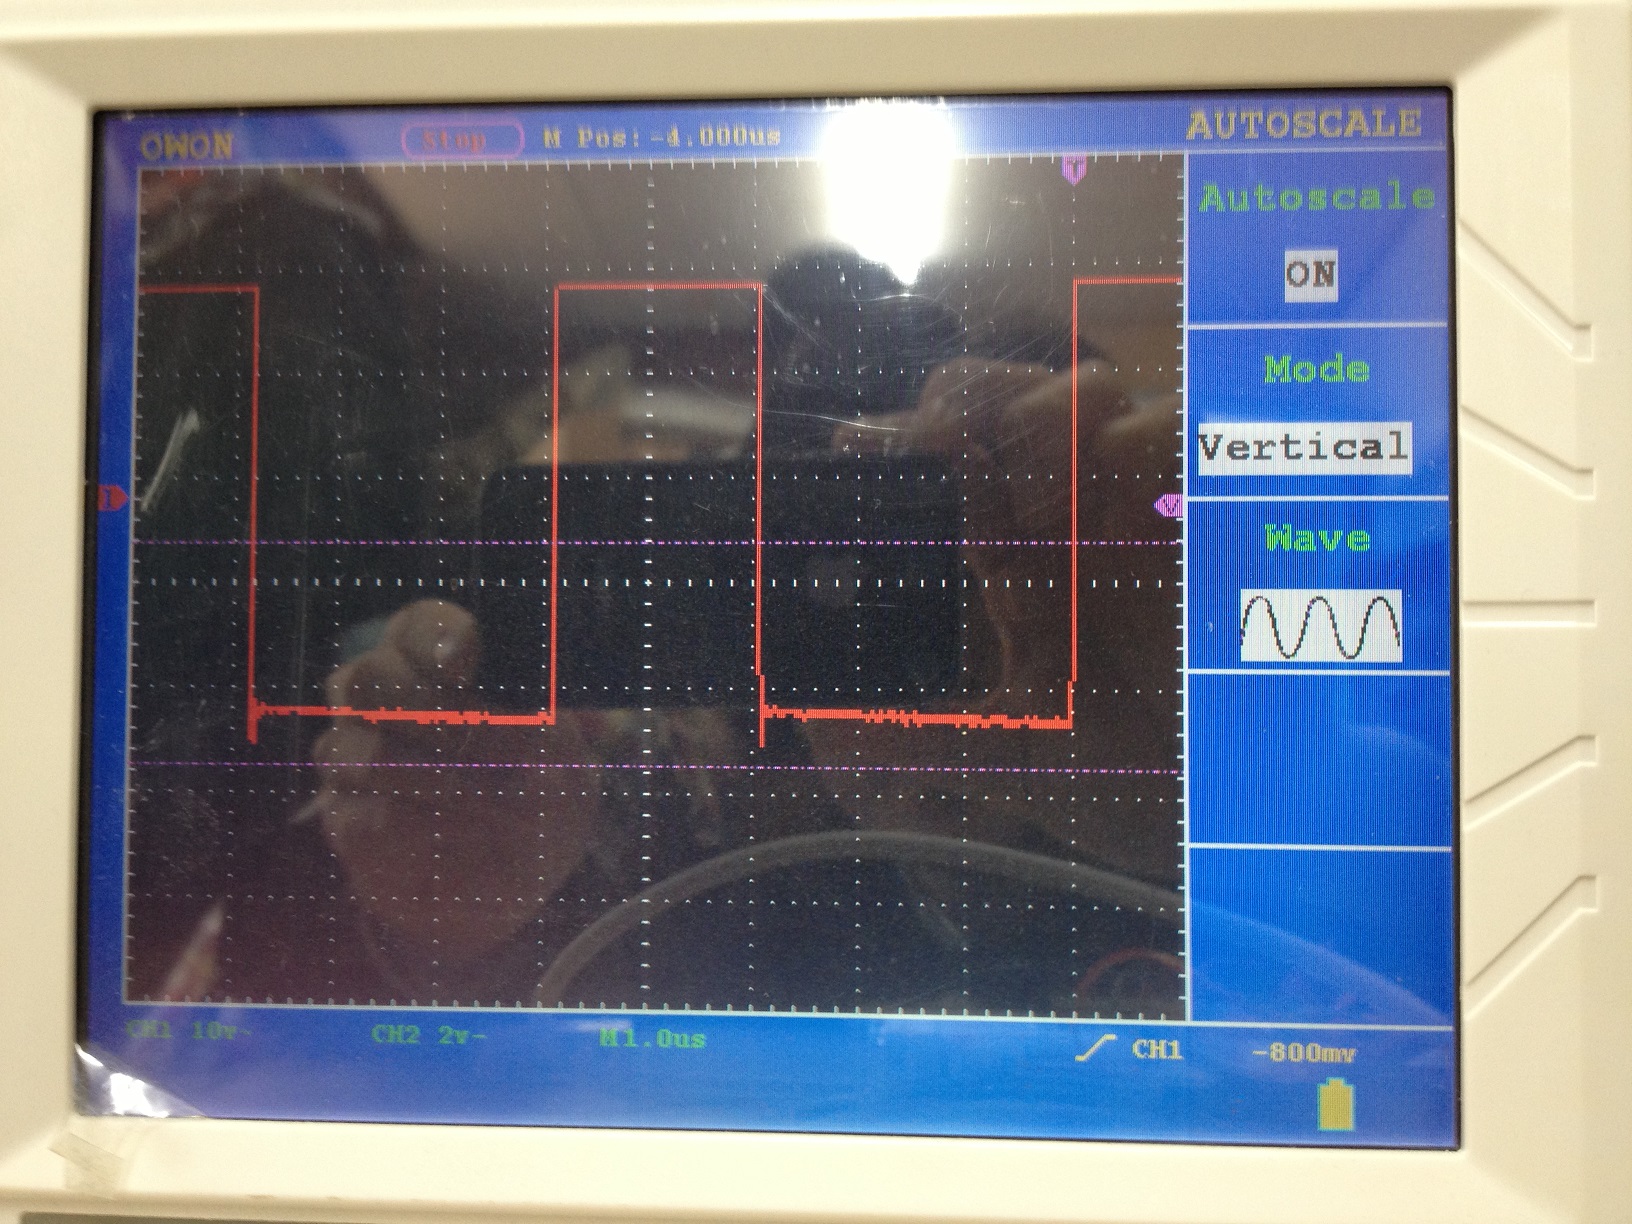 OWON Stop M Pos:-4.000us AUTOSCALE
T
Autoscale
ON
Mode
Vertical
1
Wave
CH1 10v~ CH2 2v- M1.0us CH1 -800mv